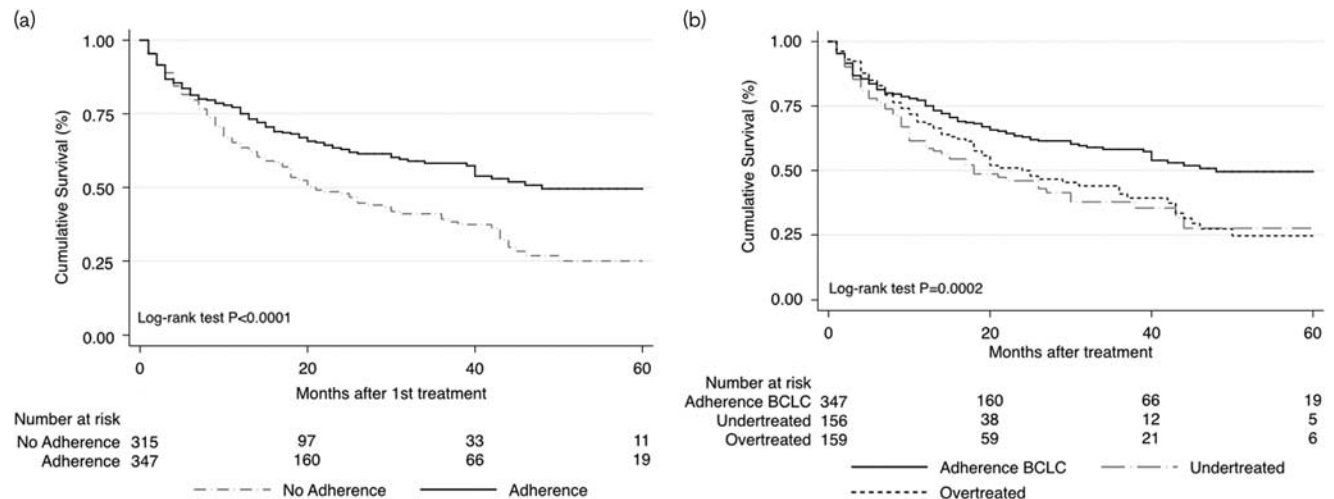 (a)
1.00
0.75
0.50
0.25
0.00
Cumulative Survival (%)
Log-rank test P<0.0001
0 20 40 60
Months after 1st treatment
Number at risk
No Adherence 315 97 33 11
Adherence 347 160 66 19
No Adherence Adherence
(b)
1.00
0.75
0.50
0.25
0.00
Cumulative Survival (%)
Log-rank test P=0.0002
0 20 40 60
Months after treatment
Number at risk
Adherence BCLC 347 160 66 19
Undertreated 156 38 12 5
Overtreated 159 59 21 6
Adherence BCLC Undertreated
Overtreated